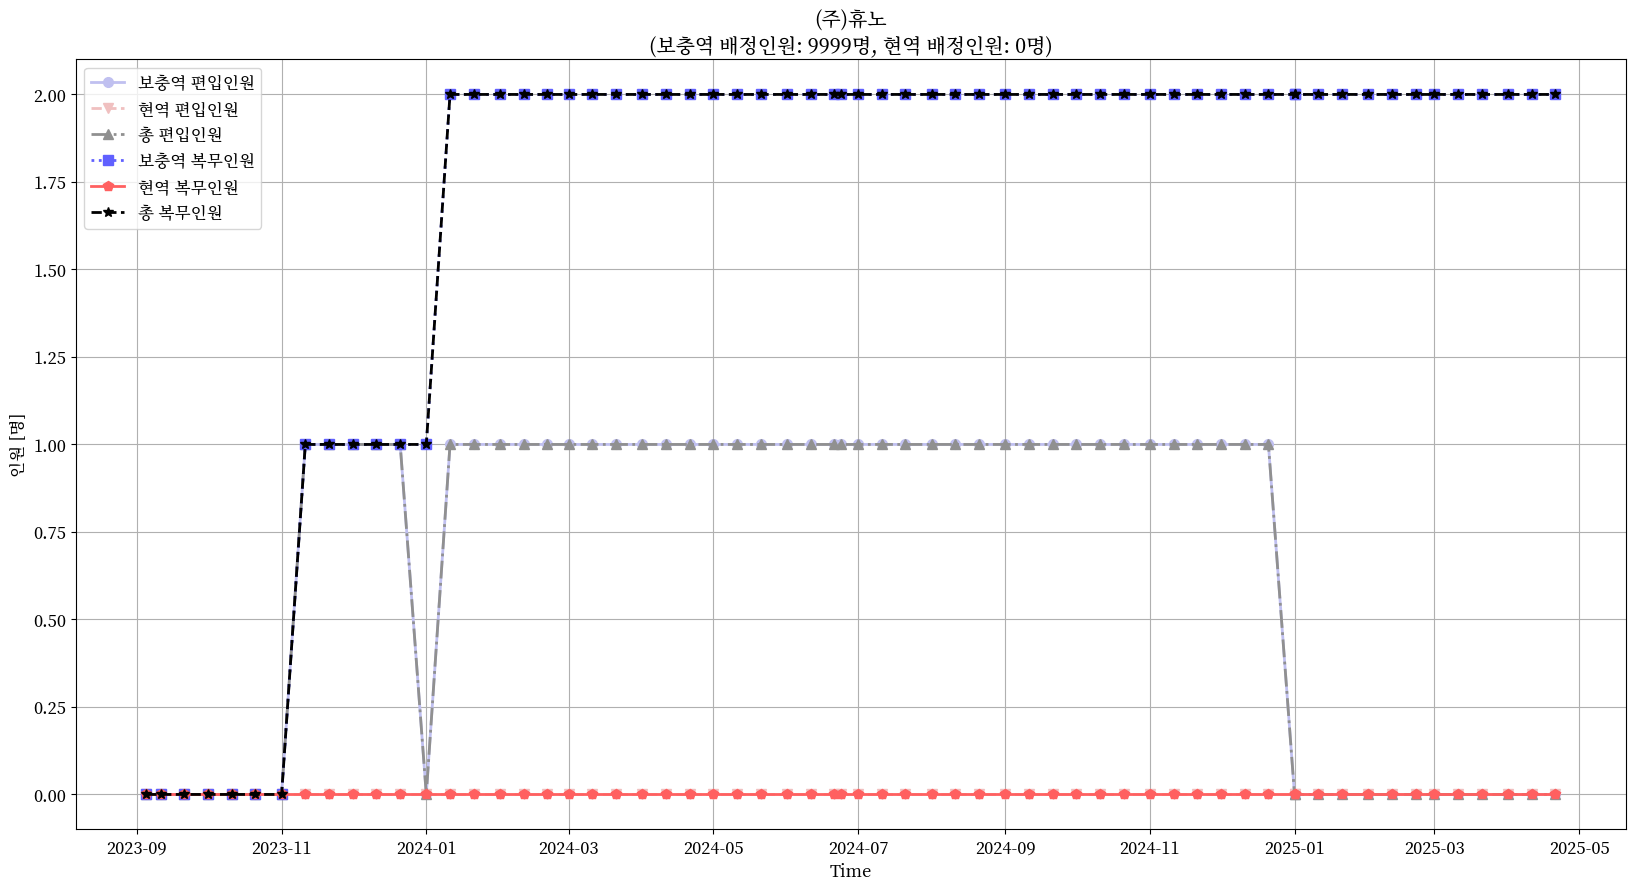 (주)휴노
(보충역 배정인원: 9999명, 현역 배정인원: 0명)
보충역 편입인원
현역 편입인원
총 편입인원
보충역 복무인원
현역 복무인원
총 복무인원
2.00
1.75
1.50
1.25
1.00
0.75
0.50
0.25
0.00
인원 [명]
2023-09 2023-11 2024-01 2024-03 2024-05 2024-07 2024-09 2024-11 2025-01 2025-03 2025-05
Time